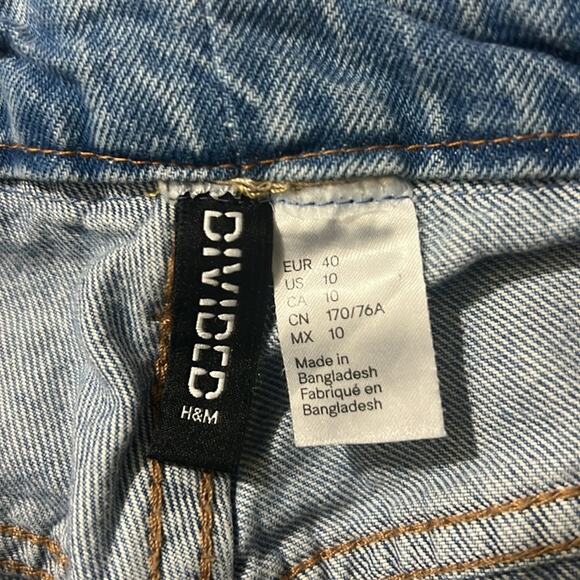 DIVIDED
H&M
EUR 40
US 10
CA 10
CN 170/76A
MX 10
Made in
Bangladesh
Fabriqué en
Bangladesh